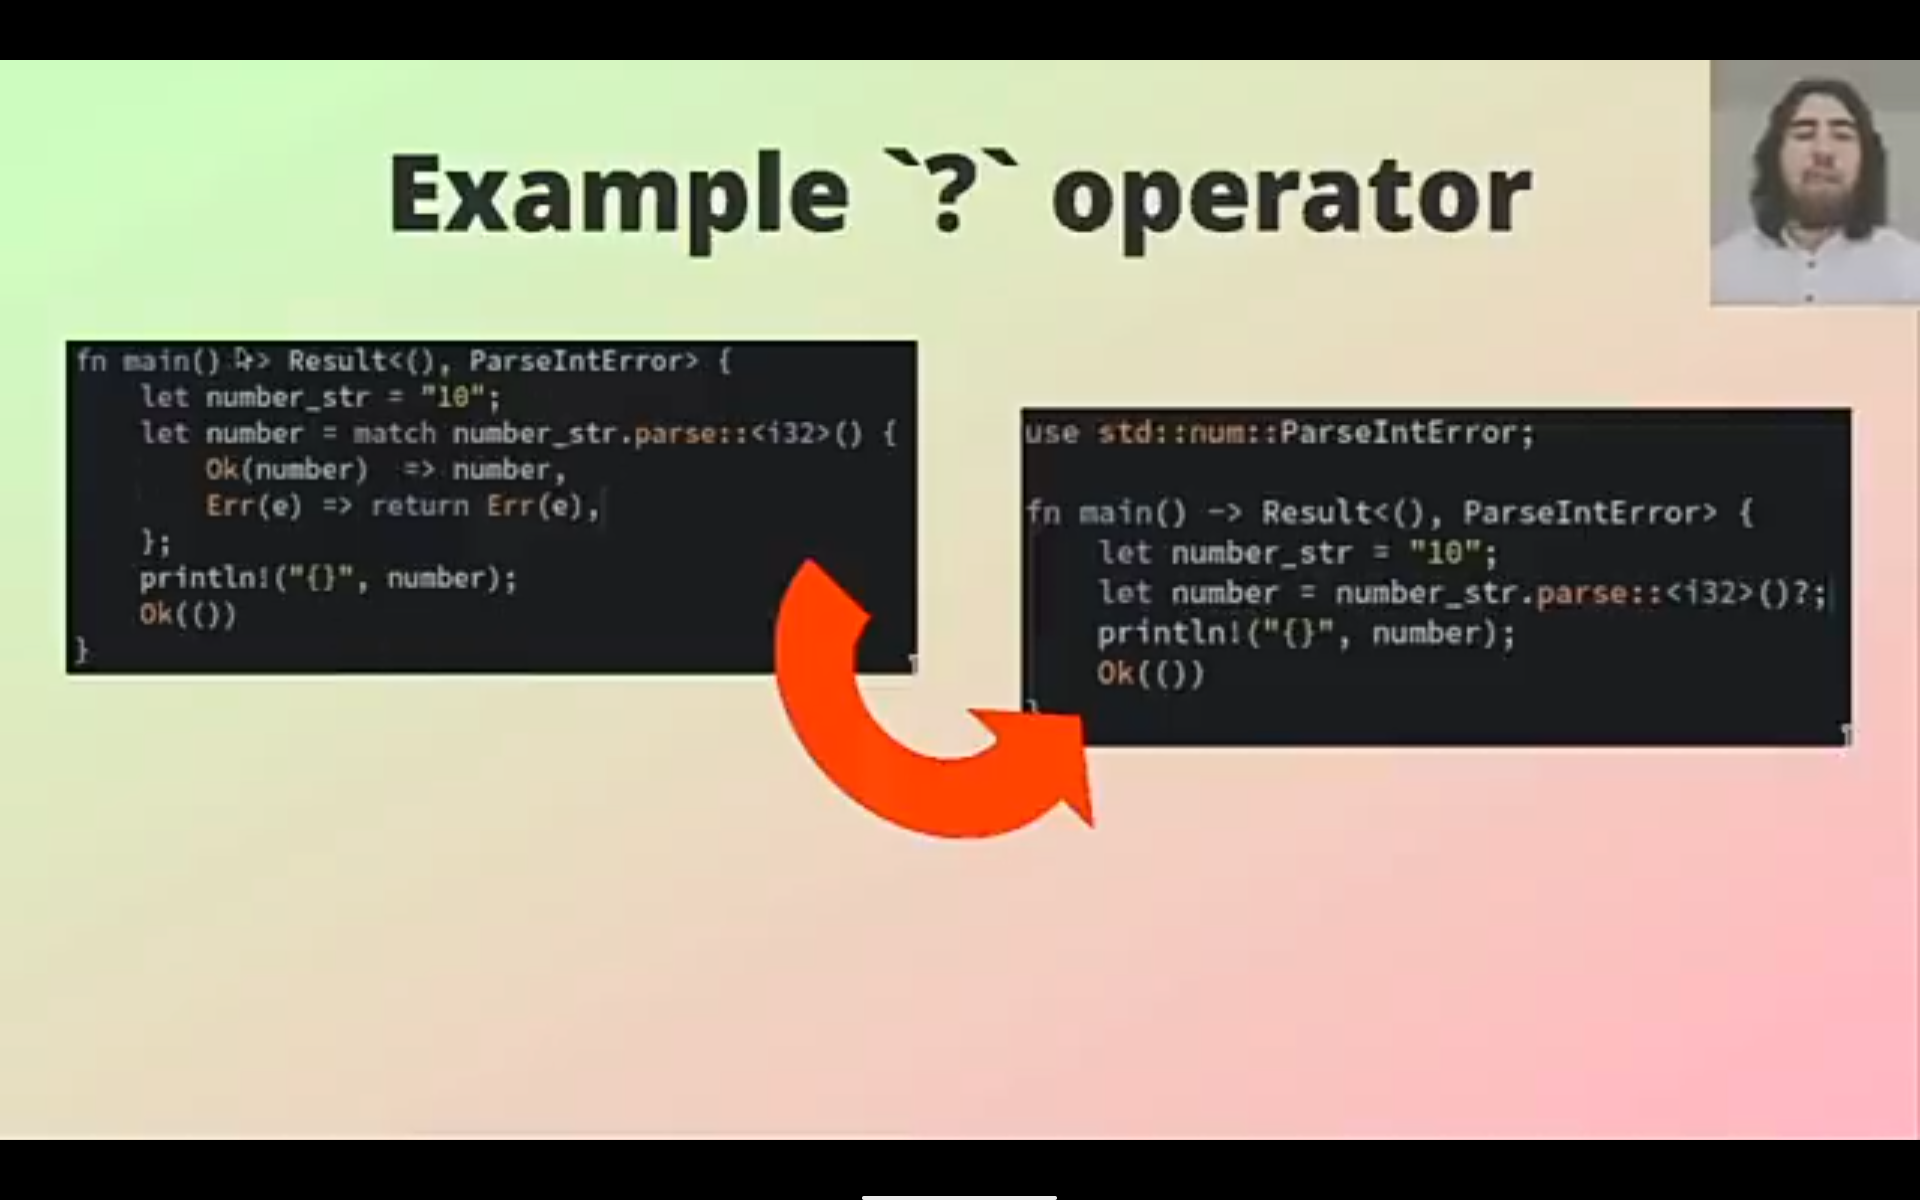 Example `?` operator
fn main() -> Result<(), ParseIntError> {
    let number_str = "10";
    let number = match number_str.parse::<i32>() {
        Ok(number)  => number,
        Err(e) => return Err(e),
    };
    println!("{}", number);
    Ok(())
}
use std::num::ParseIntError;
fn main() -> Result<(), ParseIntError> {
    let number_str = "10";
    let number = number_str.parse::<i32>()?;
    println!("{}", number);
    Ok(())
}